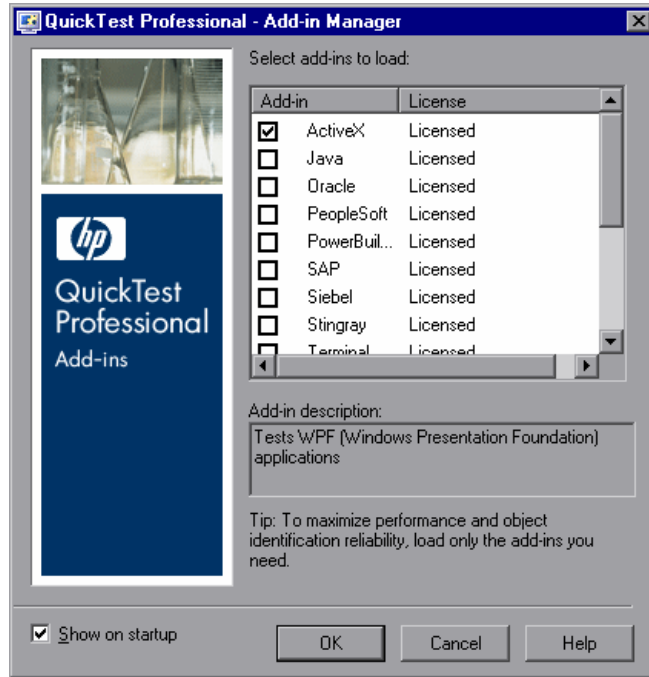 QuickTest Professional - Add-in Manager
Select add-ins to load:
Add-in License
ActiveX Licensed
Java Licensed
Oracle Licensed
PeopleSoft Licensed
PowerBuil... Licensed
SAP Licensed
Siebel Licensed
Stingray Licensed
Terminal Licensed
hp
QuickTest
Professional
Add-ins
Add-in description:
Tests WPF (Windows Presentation Foundation)
applications
Tip: To maximize performance and object
identification reliability, load only the add-ins you
need.
Show on startup
OK Cancel Help